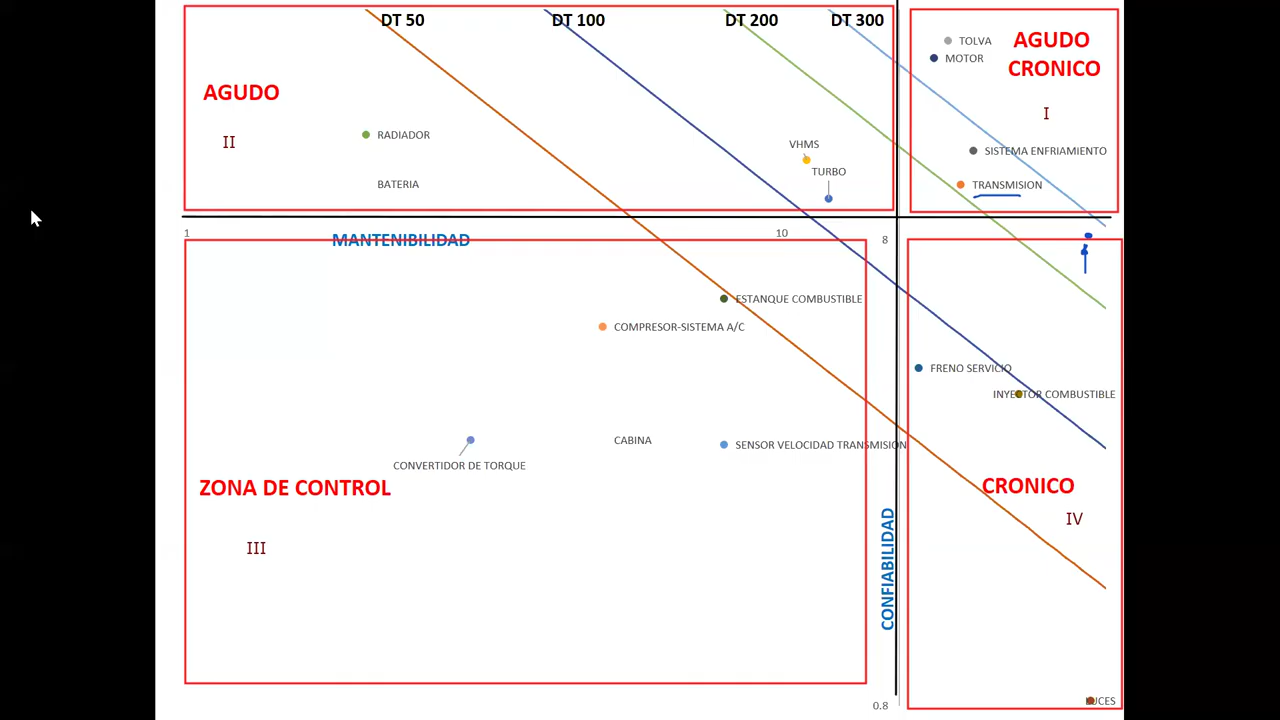 DT 50
DT 100
DT 200
DT 300
TOLVA
MOTOR
AGUDO
CRONICO
I
AGUDO
II
RADIADOR
BATERIA
VHMS
TURBO
SISTEMA ENFRIAMIENTO
TRANSMISION
1
MANTENIBILIDAD
10
8
ESTANQUE COMBUSTIBLE
COMPRESOR-SISTEMA A/C
FRENO SERVICIO
INYECTOR COMBUSTIBLE
CABINA
SENSOR VELOCIDAD TRANSMISION
CONVERTIDOR DE TORQUE
ZONA DE CONTROL
III
CRONICO
IV
CONFIABILIDAD
0.8
LUCES